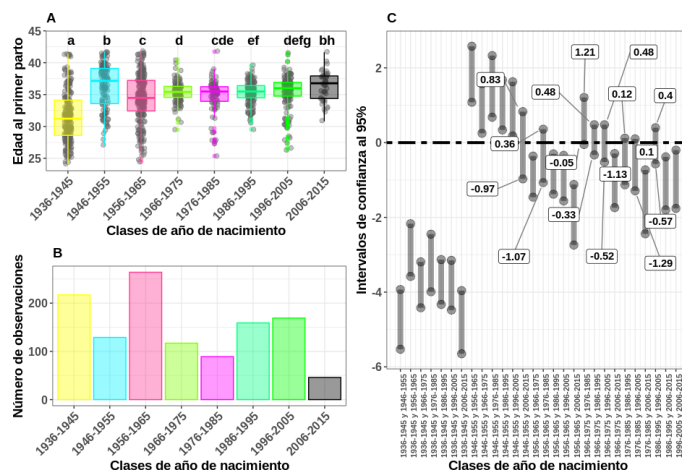 A
Edad al primer parto
45
40
35
30
25
a b c d cde ef defg bh
1936-1945
1946-1955
1956-1965
1966-1975
1976-1985
1986-1995
1996-2005
2006-2015
Clases de año de nacimiento
B
Número de observaciones
200
100
0
1936-1945
1946-1955
1956-1965
1966-1975
1976-1985
1986-1995
1996-2005
2006-2015
Clases de año de nacimiento
C
Intervalos de confianza al 95%
2
0
-2
-4
-6
1.21
0.48
0.83
0.48
0.12
0.4
0.36
-0.05
0.1
-0.97
-1.13
-0.33
-0.57
-1.07
-0.52
-1.29
1936-1945 y 1946-1955
1936-1945 y 1956-1965
1936-1945 y 1966-1975
1936-1945 y 1976-1985
1936-1945 y 1986-1995
1936-1945 y 1996-2005
1936-1945 y 2006-2015
1946-1955 y 1956-1965
1946-1955 y 1966-1975
1946-1955 y 1976-1985
1946-1955 y 1986-1995
1946-1955 y 1996-2005
1946-1955 y 2006-2015
1956-1965 y 1966-1975
1956-1965 y 1976-1985
1956-1965 y 1986-1995
1956-1965 y 1996-2005
1956-1965 y 2006-2015
1966-1975 y 1976-1985
1966-1975 y 1986-1995
1966-1975 y 1996-2005
1966-1975 y 2006-2015
1976-1985 y 1986-1995
1976-1985 y 1996-2005
1976-1985 y 2006-2015
1986-1995 y 1996-2005
1986-1995 y 2006-2015
1996-2005 y 2006-2015
Clases de año de nacimiento